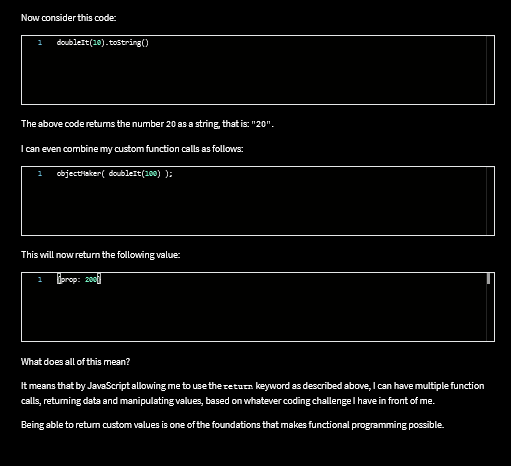 Now consider this code:
1 doubleIt(10).toString()
The above code returns the number 20 as a string, that is: "20".
I can even combine my custom function calls as follows:
1 objectMaker( doubleIt(100) );
This will now return the following value:
1 {prop: 200}
What does all of this mean?
It means that by JavaScript allowing me to use the return keyword as described above, I can have multiple function
calls, returning data and manipulating values, based on whatever coding challenge I have in front of me.
Being able to return custom values is one of the foundations that makes functional programming possible.